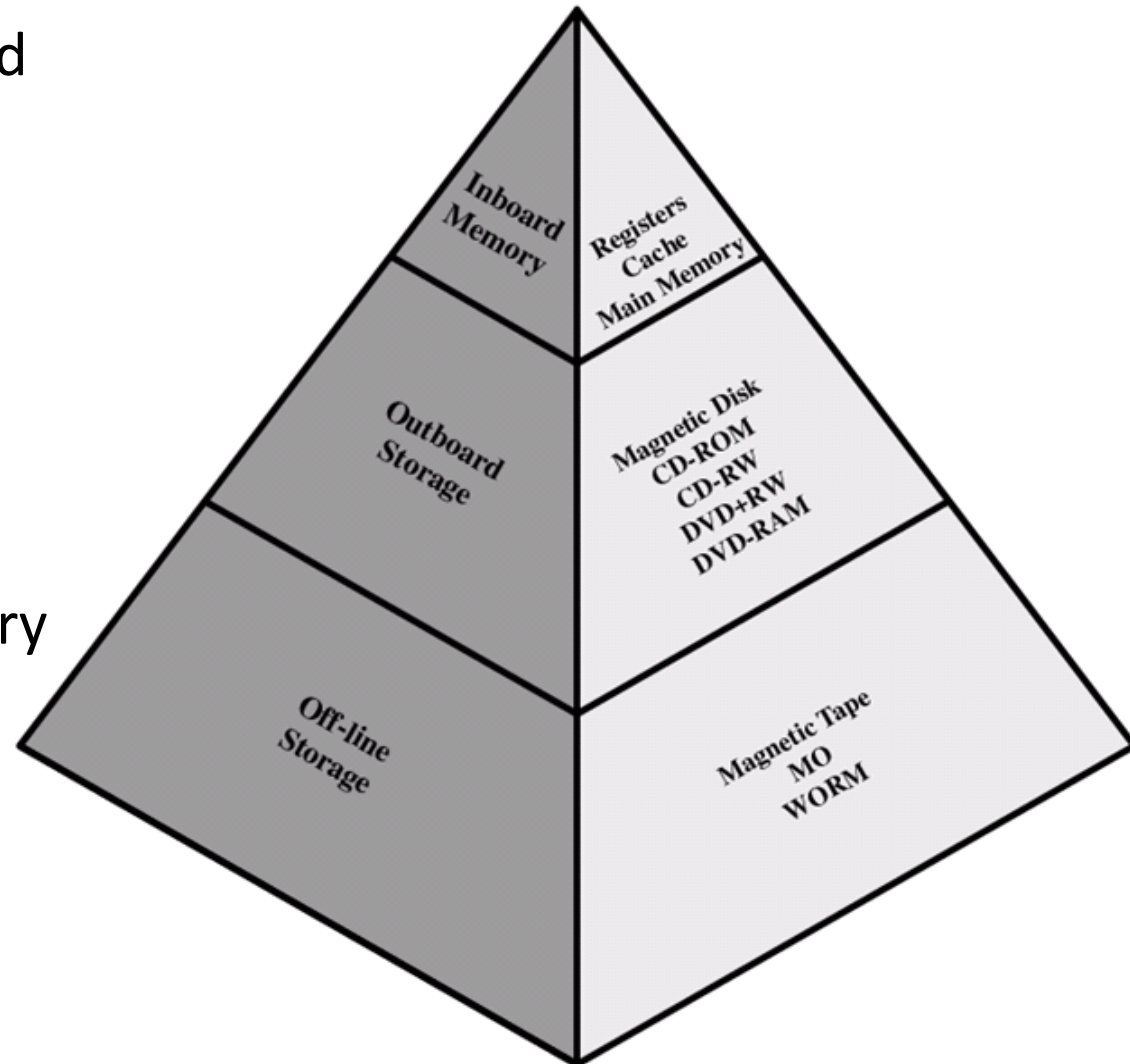 d
Inboard
Memory
Registers
Cache
Main Memory
Outboard
Storage
Magnetic Disk
CD-ROM
CD-RW
DVD+RW
DVD-RAM
ry
Off-line
Storage
Magnetic Tape
MO
WORM